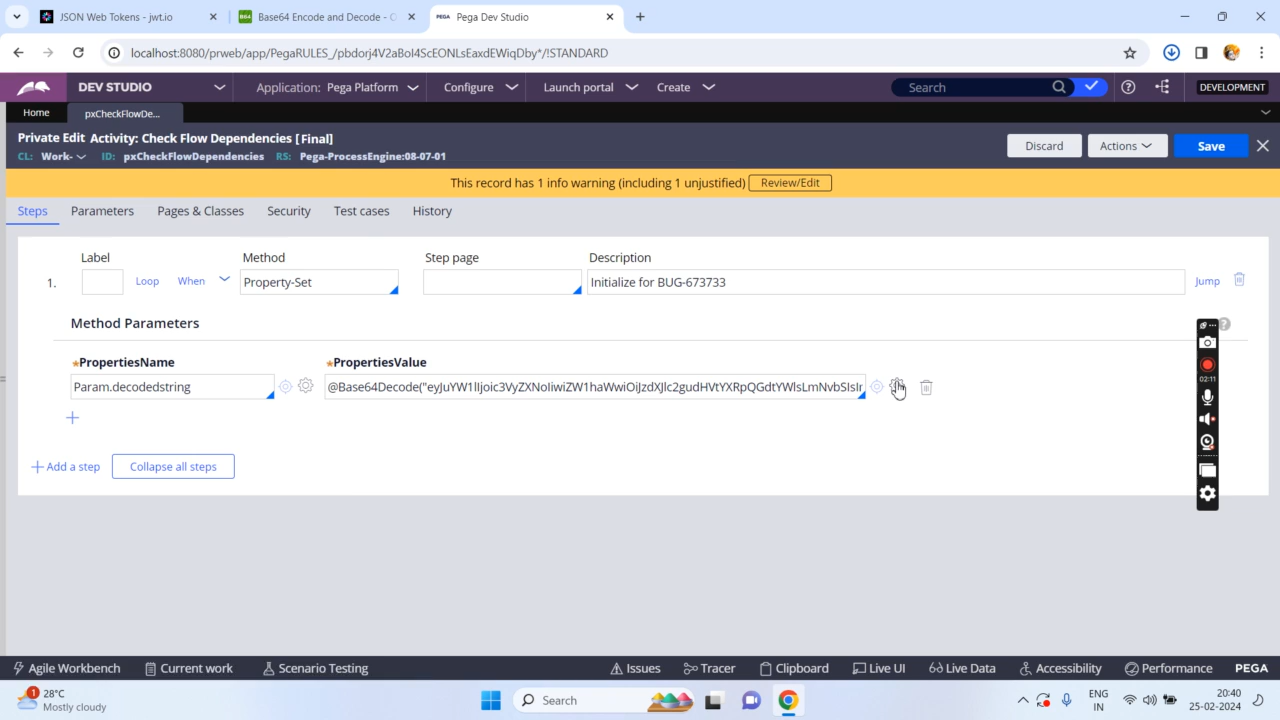 JSON Web Tokens - jwt.io
BG4 Base64 Encode and Decode - O
PEGA Pega Dev Studio
localhost:8080/prweb/app/PegaRULES_/pbdorj4V2aBoI4ScEONLsEaxdEWiqDby*/!STANDARD
DEV STUDIO
Application: Pega Platform
Configure
Launch portal
Create
Search
DEVELOPMENT
Home
pxCheckFlowDe...
Private Edit Activity: Check Flow Dependencies [Final]
CL: Work- ID: pxCheckFlowDependencies RS: Pega-ProcessEngine:08-07-01
Discard
Actions
Save
This record has 1 info warning (including 1 unjustified)
Review/Edit
Steps
Parameters
Pages & Classes
Security
Test cases
History
Label
Method
Step page
Description
1.
Loop
When
Property-Set
Initialize for BUG-673733
Jump
Method Parameters
*PropertiesName
*PropertiesValue
Param.decodedstring
02:11
+ Add a step
Collapse all steps
Agile Workbench
Current work
Scenario Testing
Issues
Tracer
Clipboard
Live UI
Live Data
Accessibility
Performance
PEGA
1
28°C
Mostly cloudy
Search
ENG
IN
20:40
25-02-2024